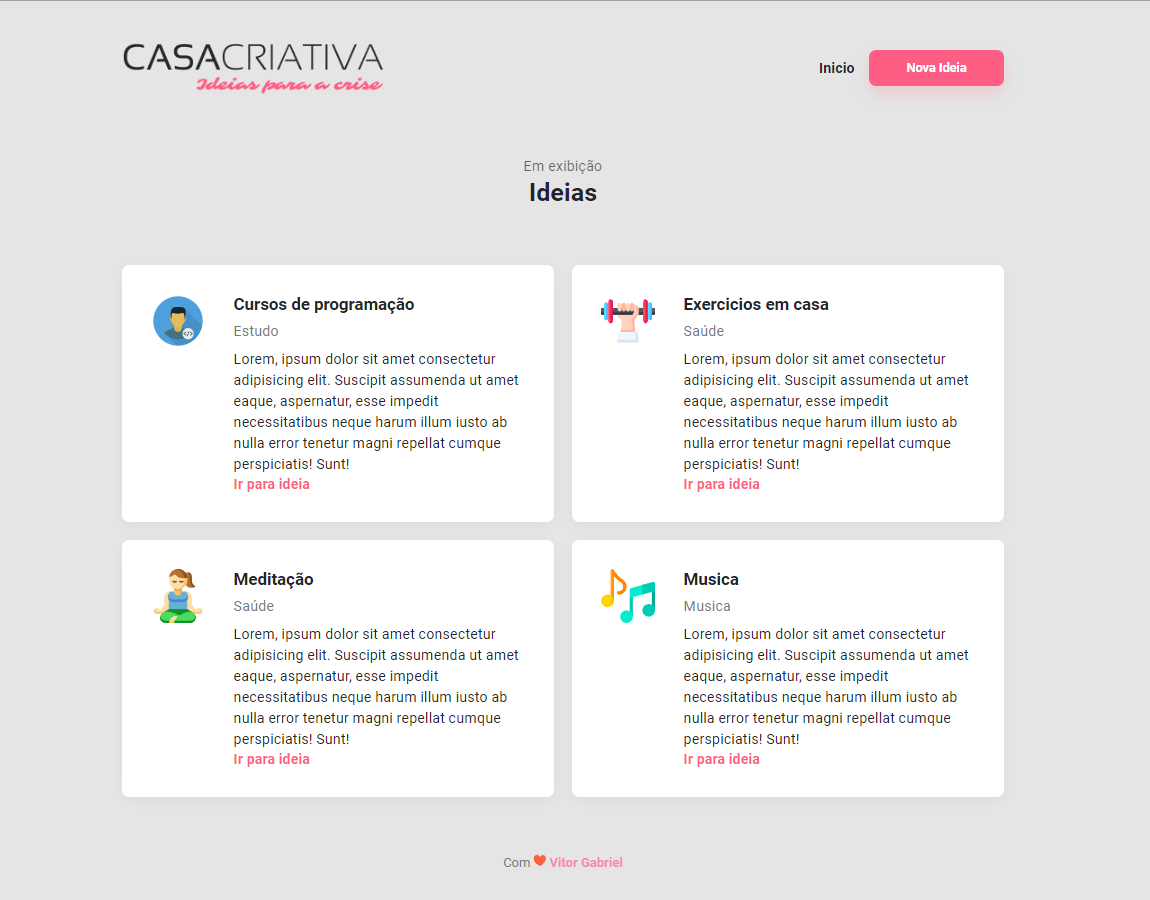 CASACRIATIVA
Ideias para a crise
Inicio
Nova Ideia
Em exibição
Ideias
Cursos de programação
Estudo
Lorem, ipsum dolor sit amet consectetur
adipisicing elit. Suscipit assumenda ut amet
eaque, aspernatur, esse impedit
necessitatibus neque harum illum iusto ab
nulla error tenetur magni repellat cumque
perspiciatis! Sunt!
Ir para ideia
Exercicios em casa
Saúde
Lorem, ipsum dolor sit amet consectetur
adipisicing elit. Suscipit assumenda ut amet
eaque, aspernatur, esse impedit
necessitatibus neque harum illum iusto ab
nulla error tenetur magni repellat cumque
perspiciatis! Sunt!
Ir para ideia
Meditação
Saúde
Lorem, ipsum dolor sit amet consectetur
adipisicing elit. Suscipit assumenda ut amet
eaque, aspernatur, esse impedit
necessitatibus neque harum illum iusto ab
nulla error tenetur magni repellat cumque
perspiciatis! Sunt!
Ir para ideia
Musica
Musica
Lorem, ipsum dolor sit amet consectetur
adipisicing elit. Suscipit assumenda ut amet
eaque, aspernatur, esse impedit
necessitatibus neque harum illum iusto ab
nulla error tenetur magni repellat cumque
perspiciatis! Sunt!
Ir para ideia
Com ❤ Vitor Gabriel